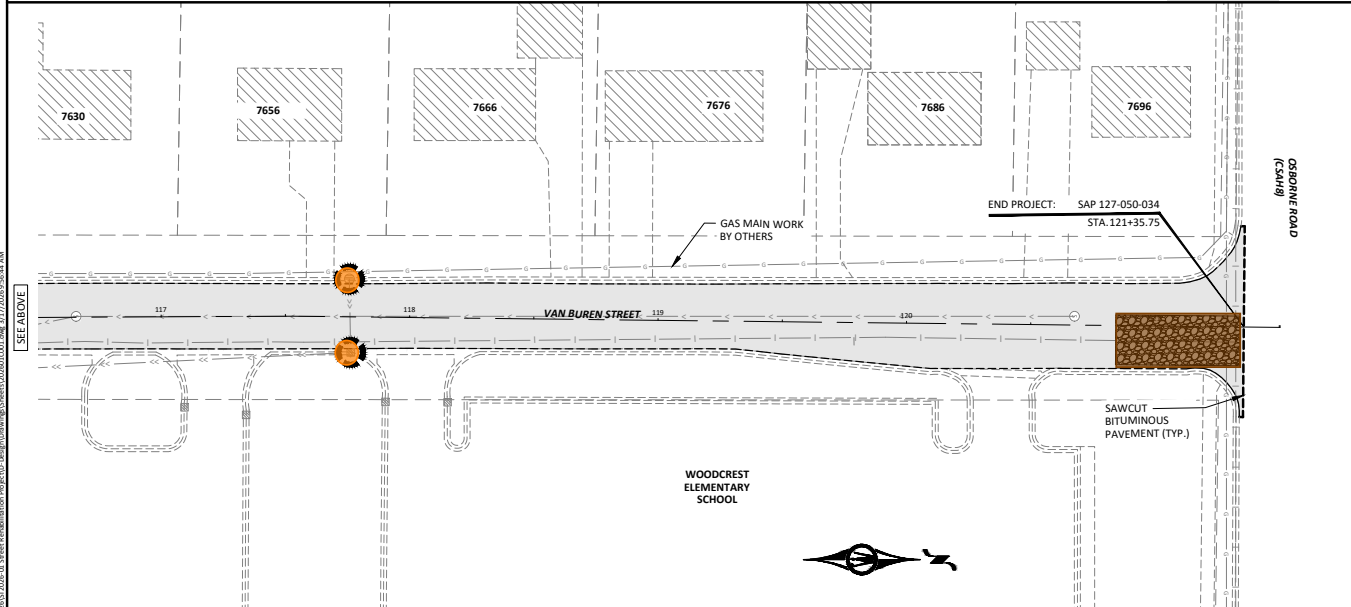 7630
7656
7666
7676
7686
7696
OSBORNE ROAD
(CSAH8)
END PROJECT: SAP 127-050-034
STA.121+35.75
GAS MAIN WORK
BY OTHERS
SEE ABOVE
117
118
VAN BUREN STREET
119
120
SAWCUT
BITUMINOUS
PAVEMENT (TYP.)
WOODCREST
ELEMENTARY
SCHOOL